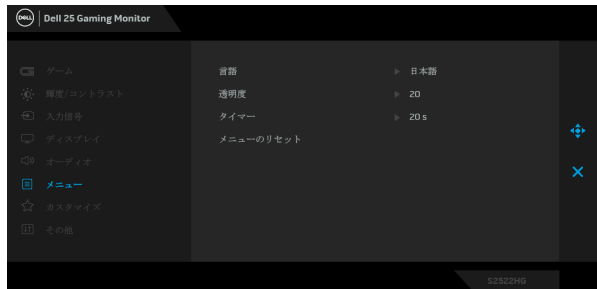 DELL Dell 25 Gaming Monitor
ゲーム 言語 日本語
輝度/コントラスト 透明度 20
入力信号 タイマー 20 s
ディスプレイ メニューのリセット
オーディオ
メニュー
カスタマイズ
その他
S2522HG